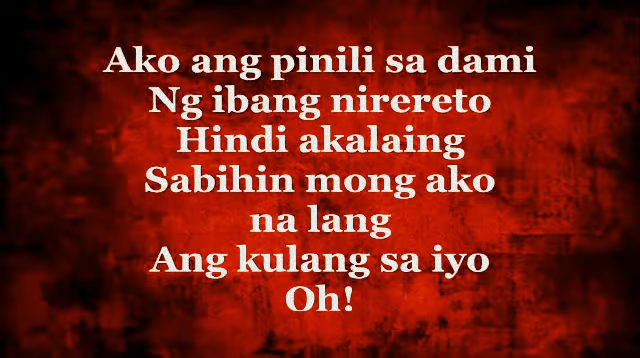 Ako ang pinili sa dami
Ng ibang nirereto
Hindi akalaing
Sabihin mong ako
na lang
Ang kulang sa iyo
Oh!